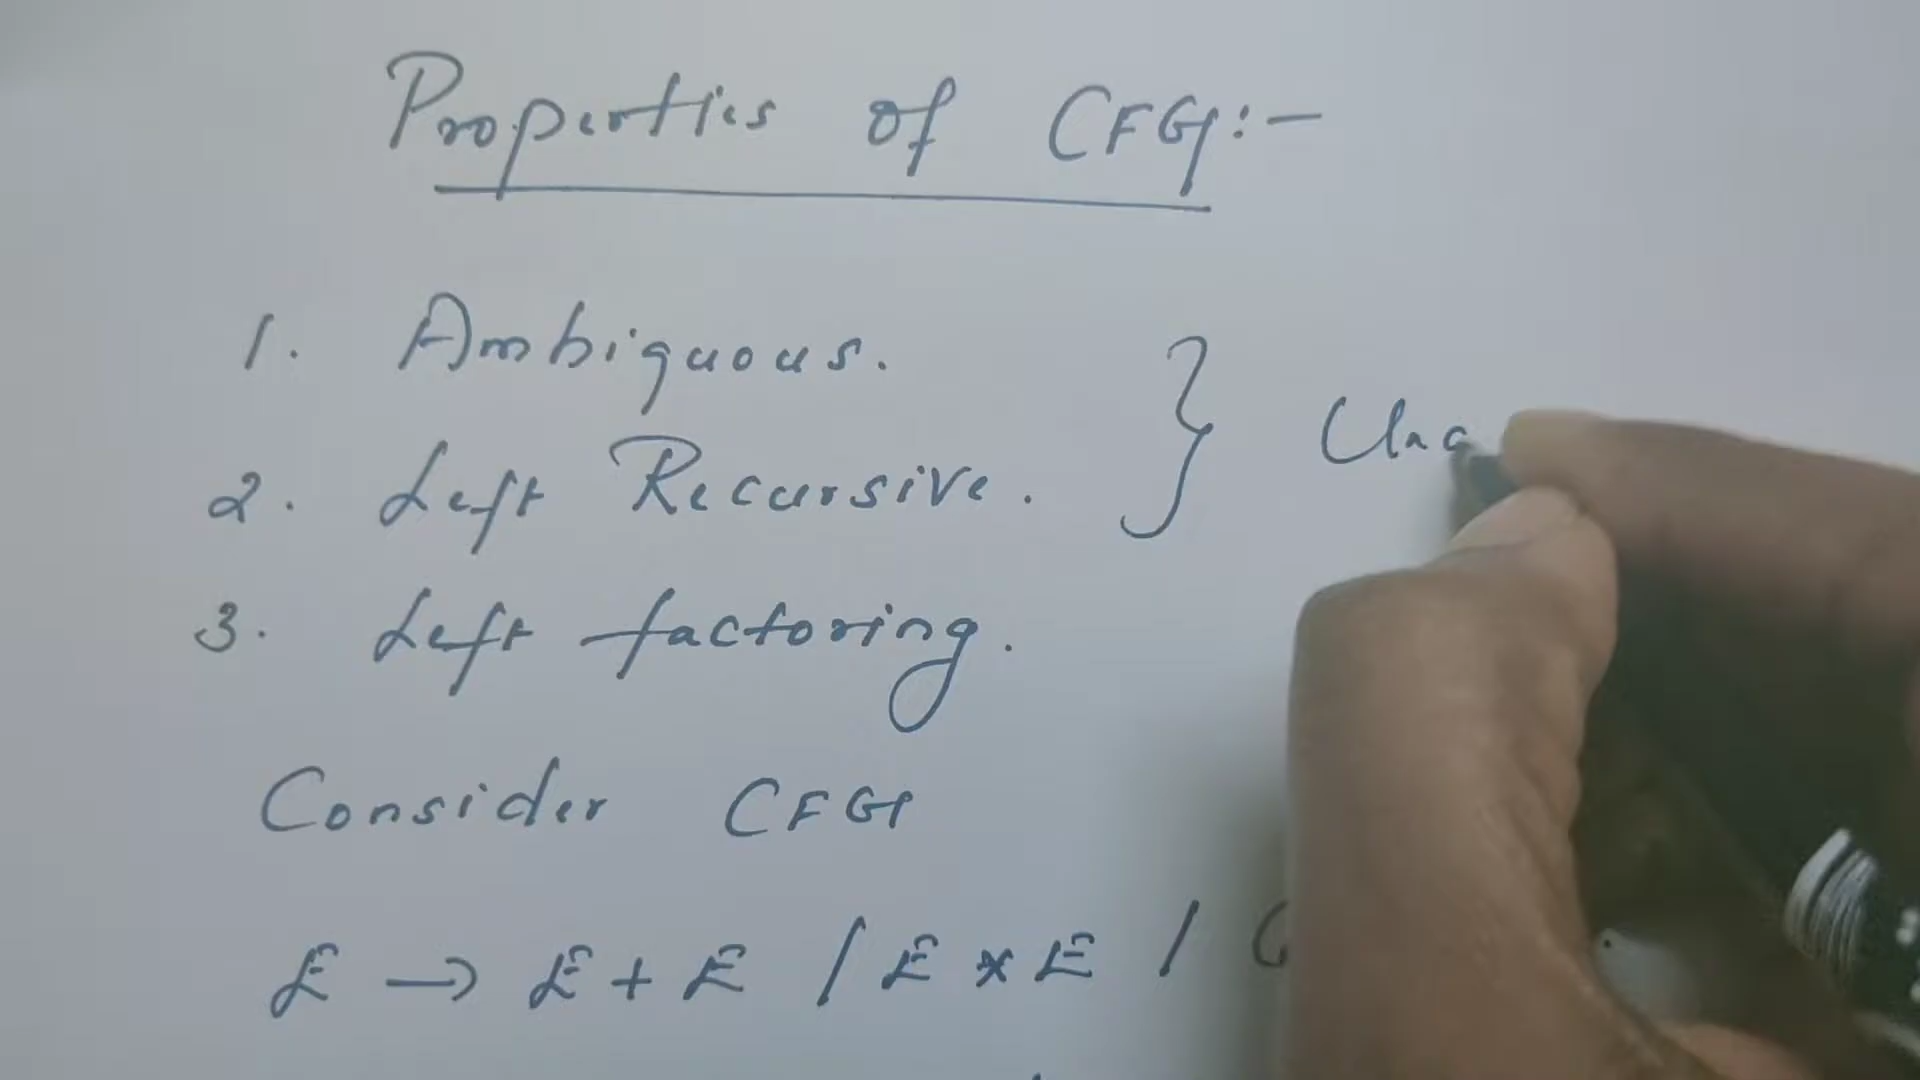 Properties of CFG:-
1. Ambiguous.
2. Left Recursive.
3. Left factoring.
Consider CFG
E → E + E / E * E / (